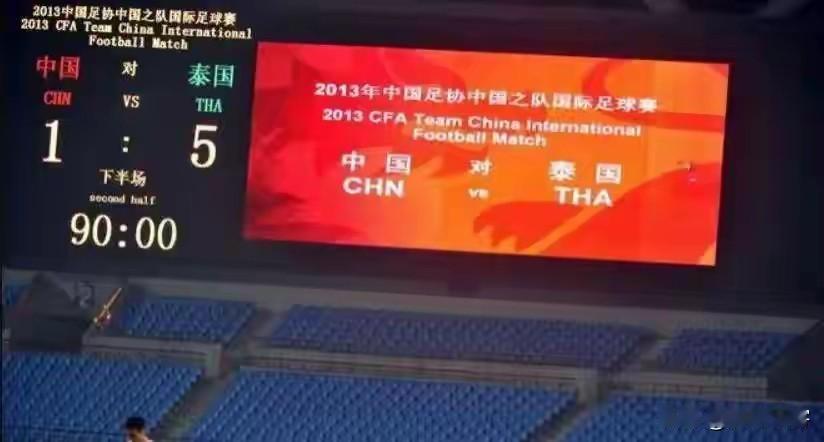 2013中国足协中国之队国际足球赛
2013 CFA Team China International
Football Match
中国 对 泰国
CHN VS THA
1 : 5
下半场
second half
90:00
2013年中国足协中国之队国际足球赛
2013 CFA Team China International
Football Match
中国 对 泰国
CHN vs THA
12